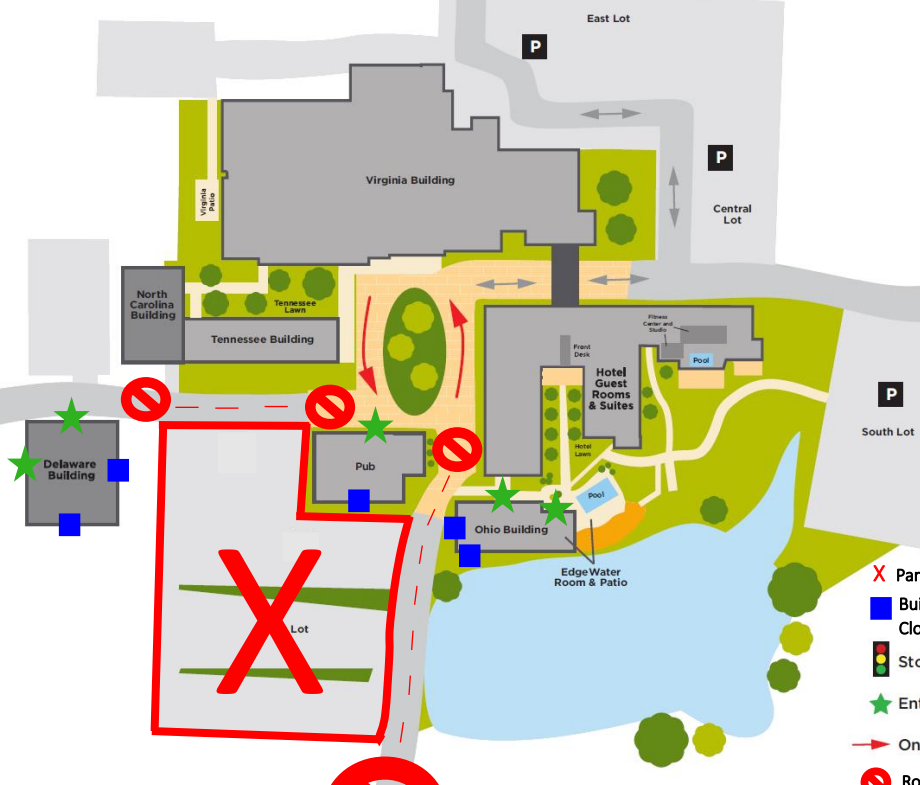 East Lot
P
P
Virginia Building
Virginia
Patio
Central
Lot
North
Carolina
Building
Tennessee
Lawn
Tennessee Building
Fitness
Center and
Studio
Front
Desk
Pool
Hotel
Guest
Rooms
& Suites
P
South Lot
Hotel
Lawn
Delaware
Building
Pub
Pool
Ohio Building
EdgeWater
Room & Patio
X
Lot
X Par
Bui
Clo
Sto
Ent
On
Ro